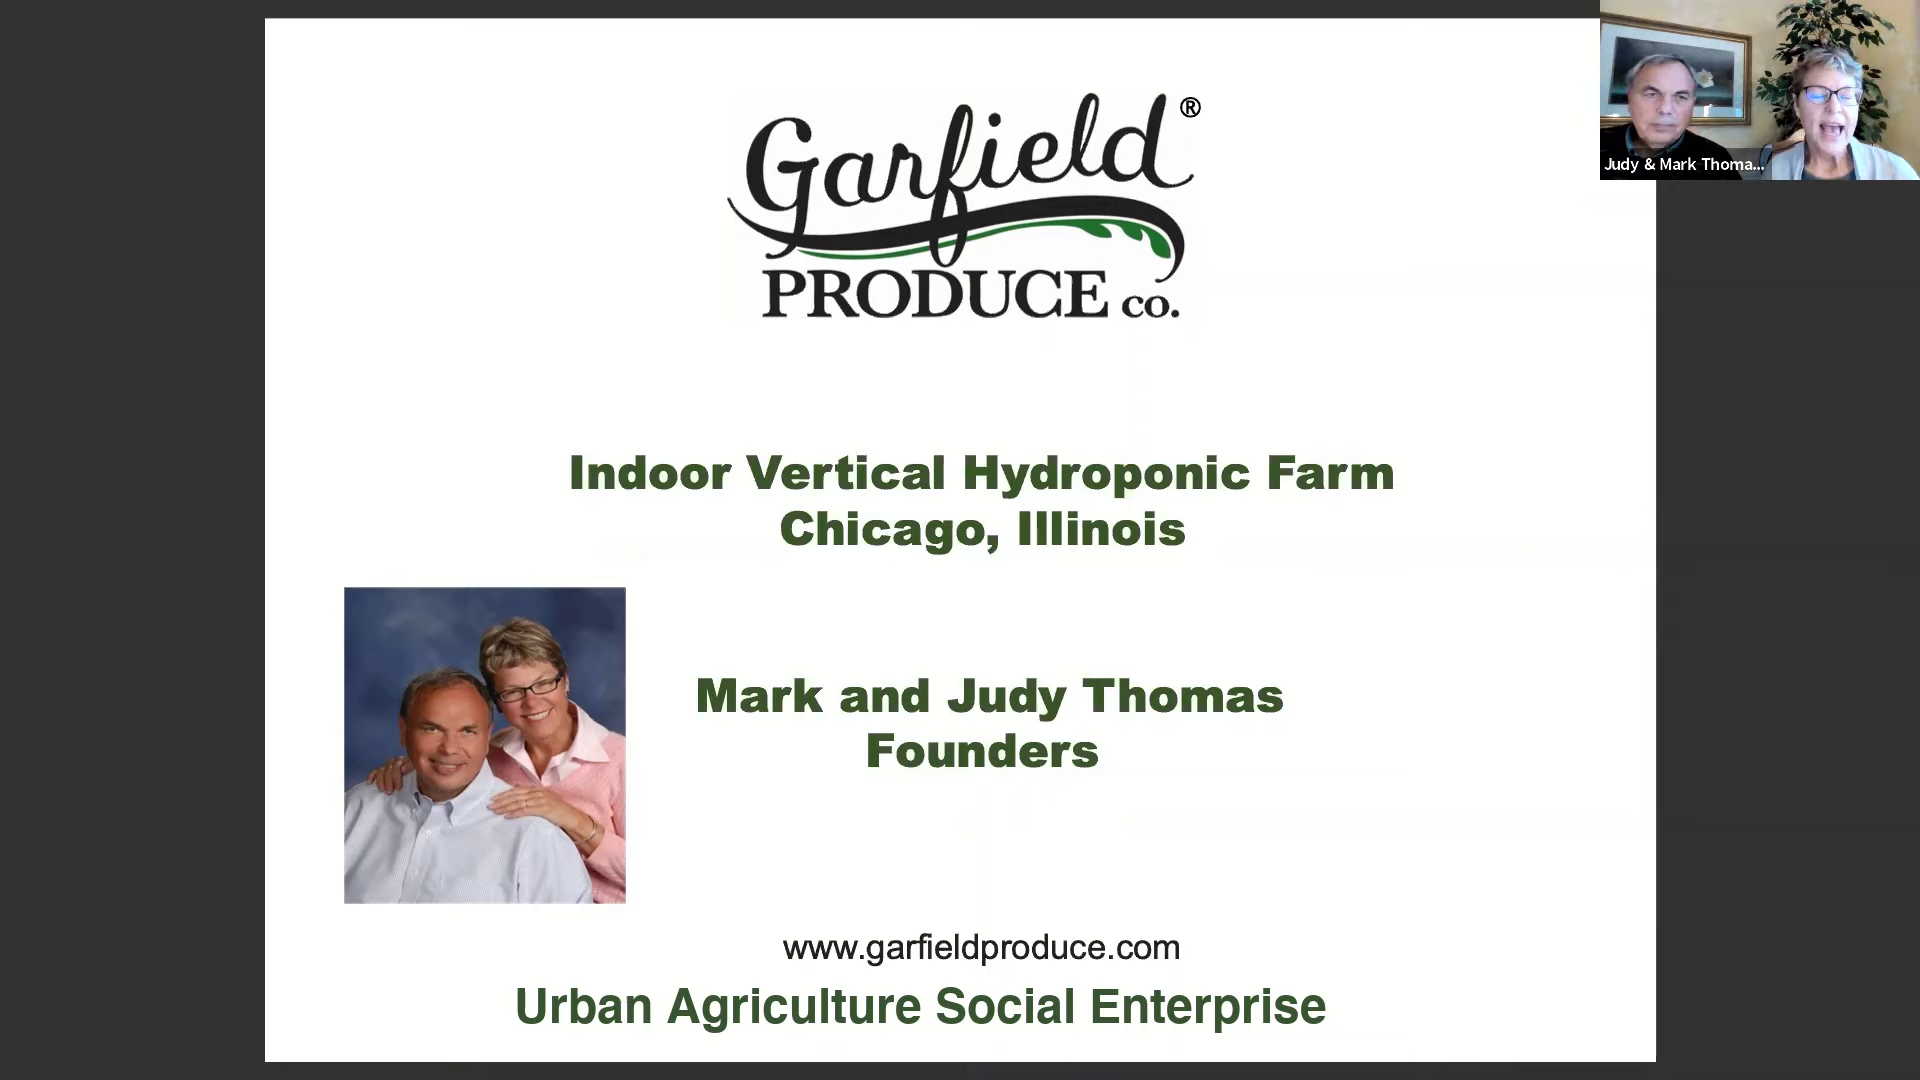 Garfield®
PRODUCE CO.
Judy & Mark Thoma...
Indoor Vertical Hydroponic Farm
Chicago, Illinois
Mark and Judy Thomas
Founders
www.garfieldproduce.com
Urban Agriculture Social Enterprise